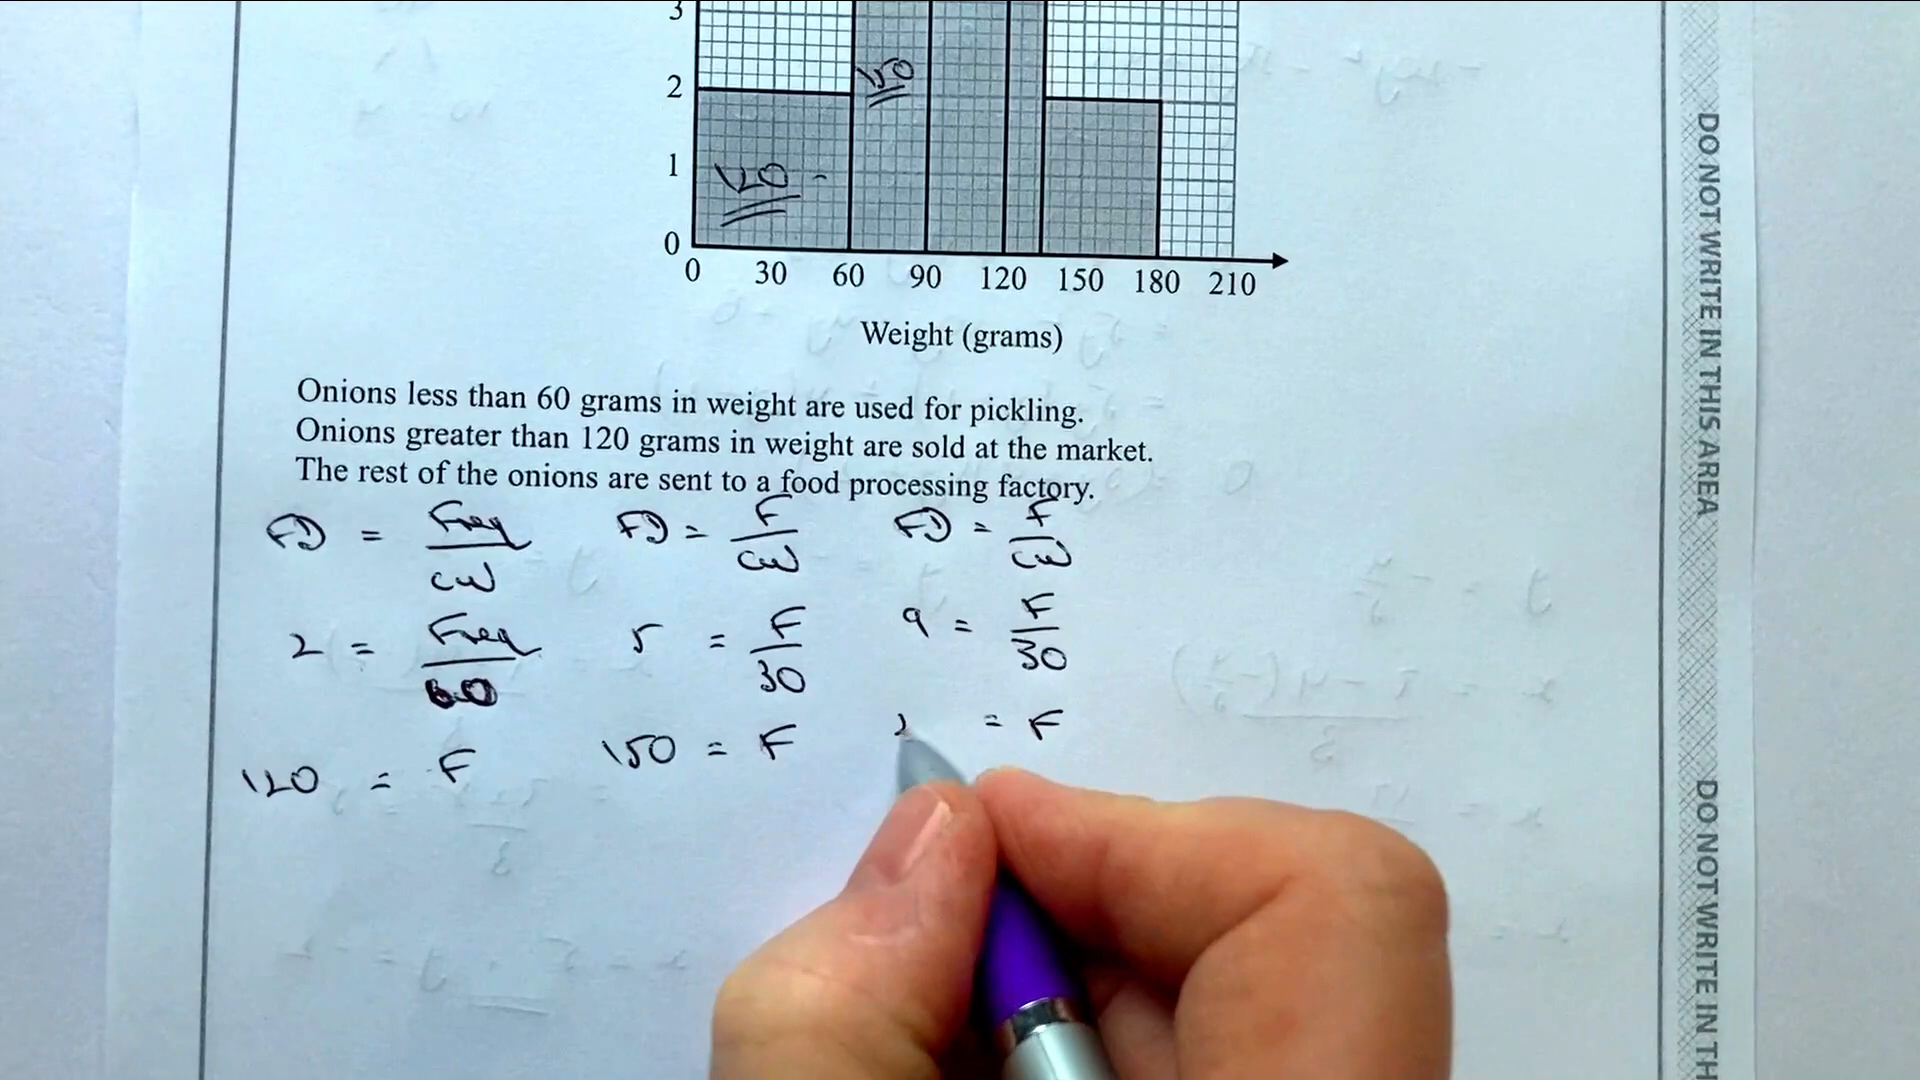 3
2
1
0
150
120
0 30 60 90 120 150 180 210
Weight (grams)
Onions less than 60 grams in weight are used for pickling.
Onions greater than 120 grams in weight are sold at the market.
The rest of the onions are sent to a food processing factory.
FD = Freq / CW
2 = Freq / 60
120 = F
FD = F / CW
5 = F / 30
150 = F
FD = F / CW
9 = F / 30
2 = F
DO NOT WRITE IN THIS AREA
DO NOT WRITE IN TH